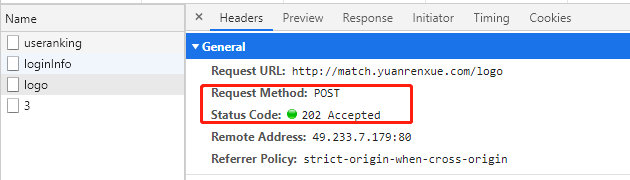 Name
useranking
loginInfo
logo
3
Headers Preview Response Initiator Timing Cookies
General
Request URL: http://match.yuanrenxue.com/logo
Request Method: POST
Status Code: 202 Accepted
Remote Address: 49.233.7.179:80
Referrer Policy: strict-origin-when-cross-origin